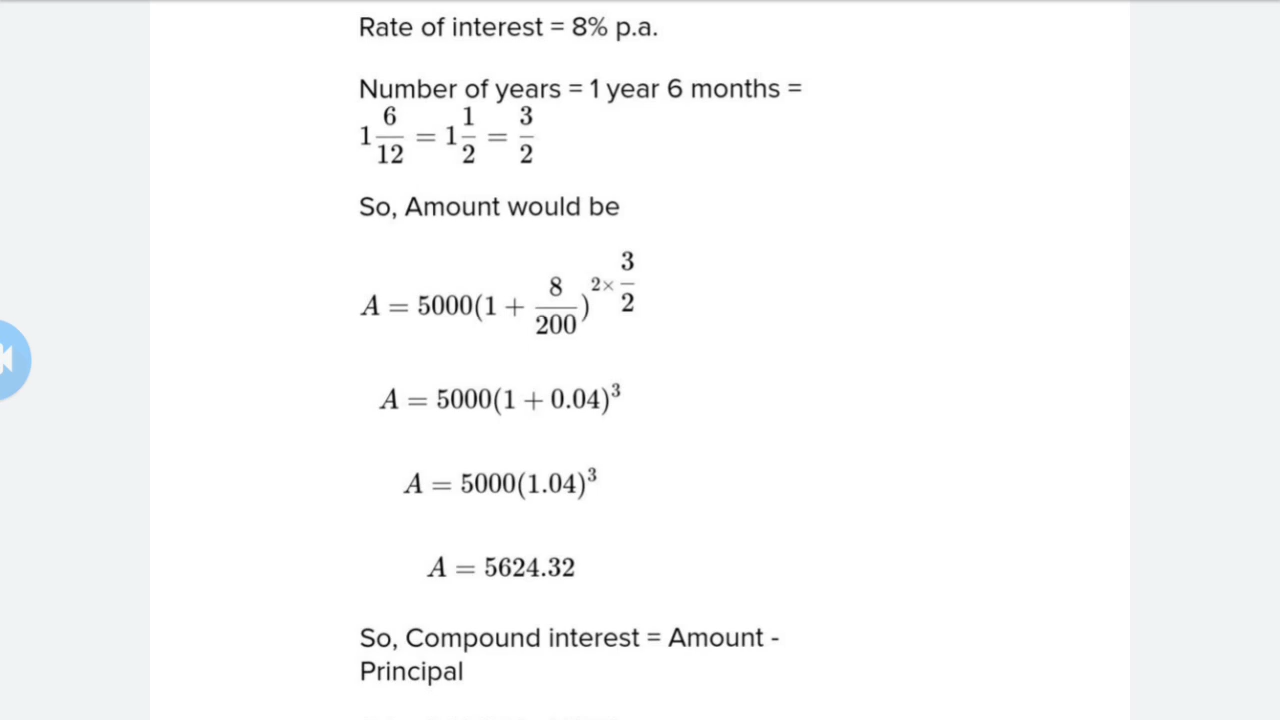 Rate of interest = 8% p.a.
Number of years = 1 year 6 months =
1 6/12 = 1 1/2 = 3/2
So, Amount would be
A = 5000(1 + 8/200)^{2× 3/2}
A = 5000(1 + 0.04)³
A = 5000(1.04)³
A = 5624.32
So, Compound interest = Amount -
Principal